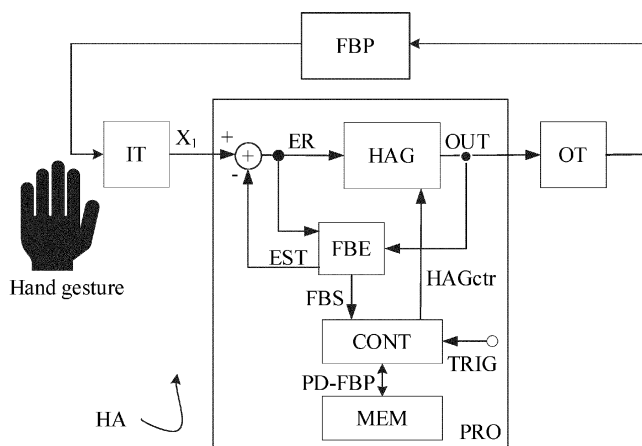 FBP
IT
X1
+
-
+
ER
HAG
OUT
OT
EST
FBE
HAGctr
FBS
Hand gesture
CONT
TRIG
PD-FBP
HA
MEM
PRO